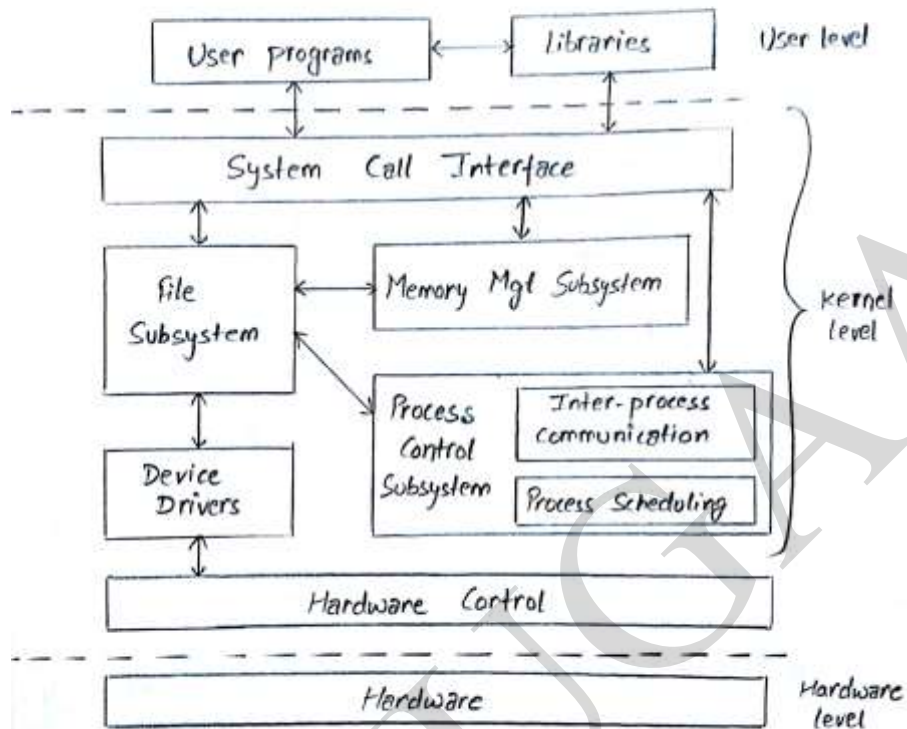 User programs
libraries
User level
System Call Interface
File
Subsystem
Memory Mgt Subsystem
Kernel
level
Process
Control
Subsystem
Inter-process
communication
Process Scheduling
Device
Drivers
Hardware Control
Hardware
Hardware
level